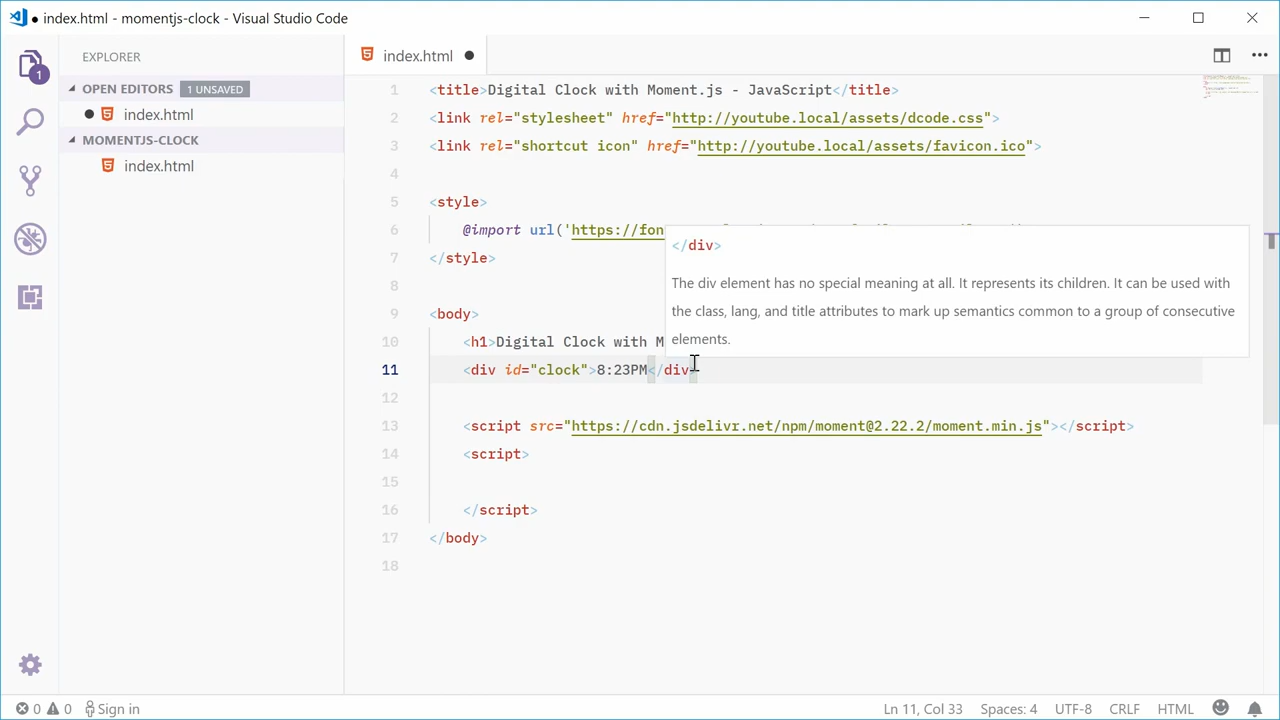 index.html - momentjs-clock - Visual Studio Code
EXPLORER
OPEN EDITORS 1 UNSAVED
index.html
MOMENTJS-CLOCK
index.html
1
index.html
1 <title>Digital Clock with Moment.js - JavaScript</title>
2 <link rel="stylesheet" href="http://youtube.local/assets/dcode.css">
3 <link rel="shortcut icon" href="http://youtube.local/assets/favicon.ico">
4
5 <style>
6 @import url('https://fon
7 </style>
8
9 <body>
10 <h1>Digital Clock with M
11 <div id="clock">8:23PM</div>
12
13 <script src="https://cdn.jsdelivr.net/npm/moment@2.22.2/moment.min.js"></script>
14 <script>
15
16 </script>
17 </body>
18
</div>
The div element has no special meaning at all. It represents its children. It can be used with
the class, lang, and title attributes to mark up semantics common to a group of consecutive
elements.
0 0 Sign in
Ln 11, Col 33 Spaces: 4 UTF-8 CRLF HTML